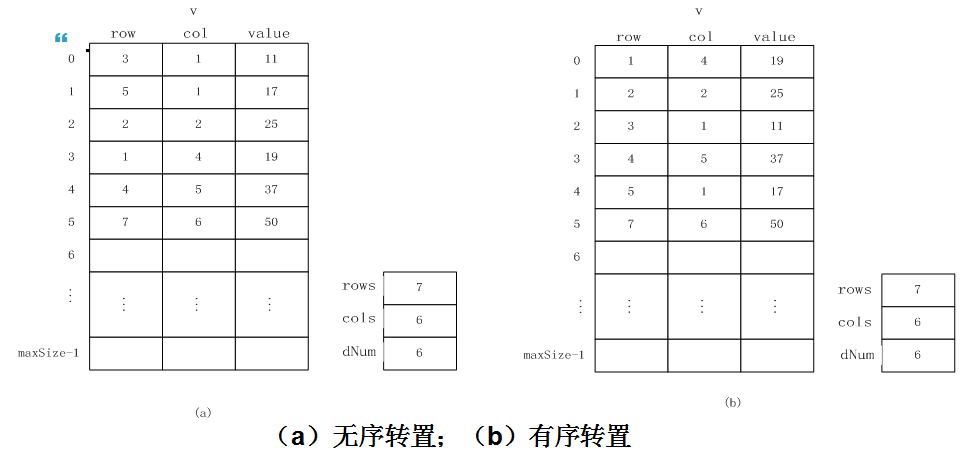 v
row col value
“
0 3 1 11
1 5 1 17
2 2 2 25
3 1 4 19
4 4 5 37
5 7 6 50
6
⋮ ⋮ ⋮ ⋮
maxSize-1
rows 7
cols 6
dNum 6
(a)
v
row col value
0 1 4 19
1 2 2 25
2 3 1 11
3 4 5 37
4 5 1 17
5 7 6 50
6
⋮ ⋮ ⋮ ⋮
maxSize-1
rows 7
cols 6
dNum 6
(b)
（a）无序转置；（b）有序转置